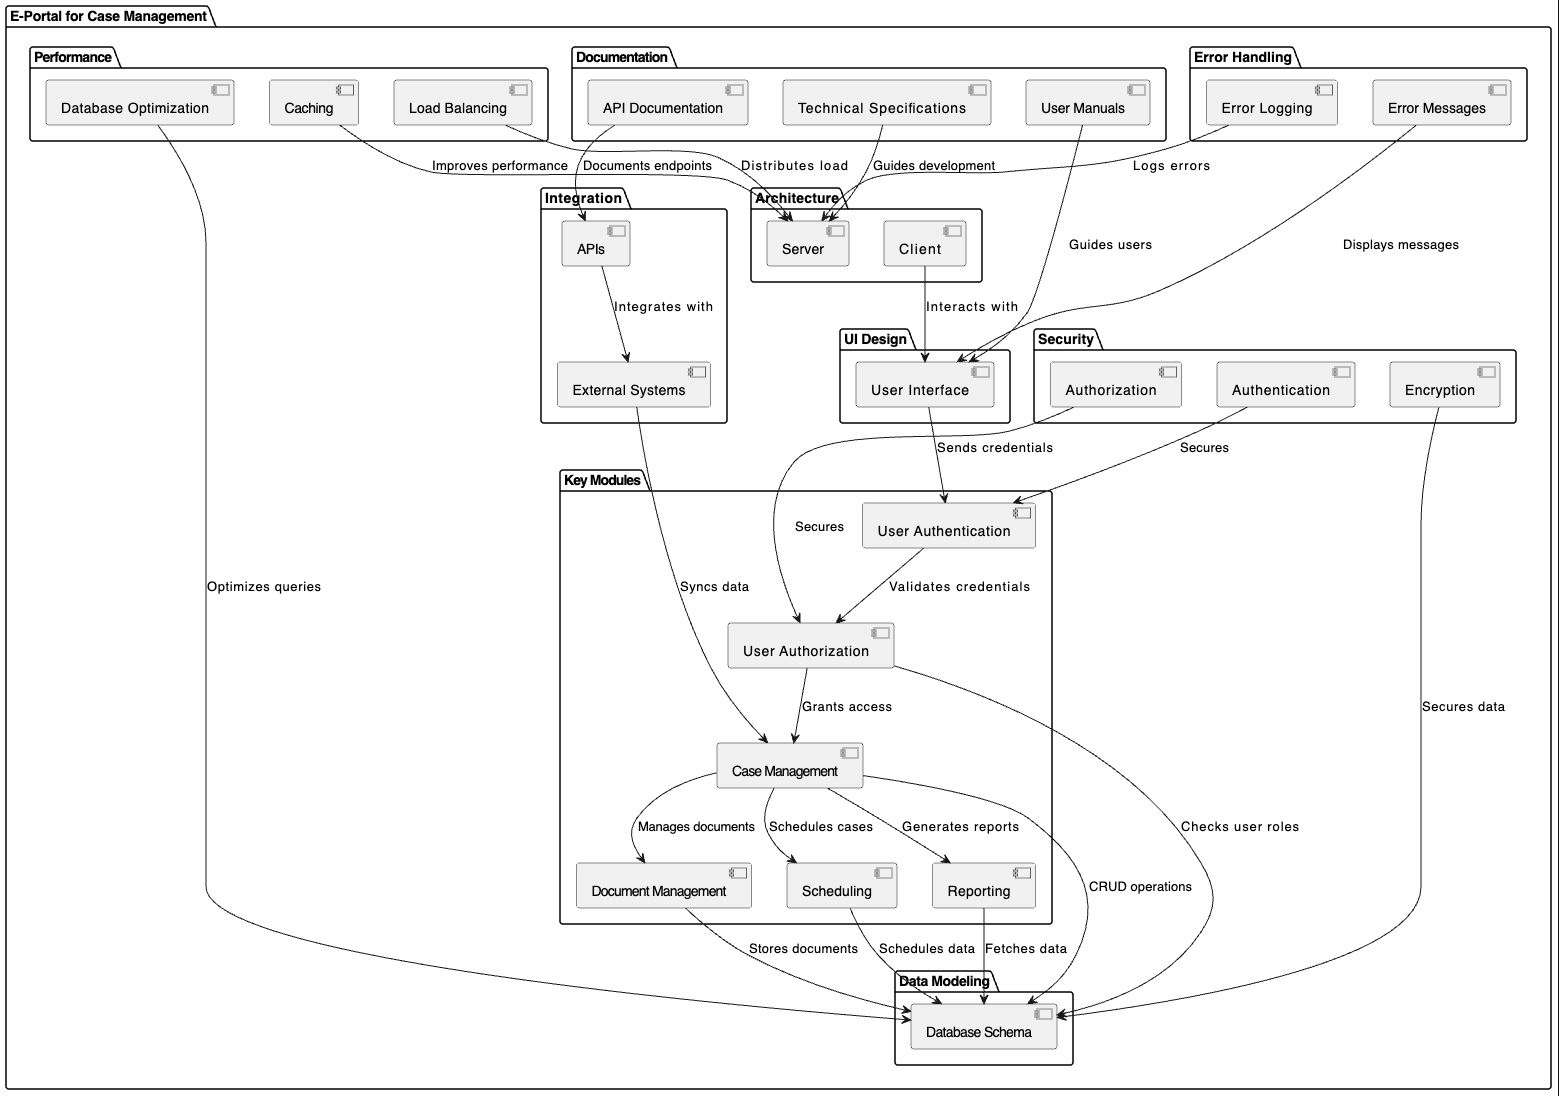 E-Portal for Case Management
Performance
Documentation
Error Handling
Database Optimization
Caching
Load Balancing
API Documentation
Technical Specifications
User Manuals
Error Logging
Error Messages
Improves performance
Documents endpoints
Distributes load
Guides development
Logs errors
Integration
Architecture
APIs
Server
Client
Guides users
Displays messages
Integrates with
Interacts with
UI Design
Security
External Systems
User Interface
Authorization
Authentication
Encryption
Sends credentials
Secures
Key Modules
User Authentication
Secures
Optimizes queries
Syncs data
Validates credentials
User Authorization
Grants access
Secures data
Case Management
Manages documents
Schedules cases
Generates reports
Checks user roles
Document Management
Scheduling
Reporting
CRUD operations
Stores documents
Schedules data
Fetches data
Data Modeling
Database Schema